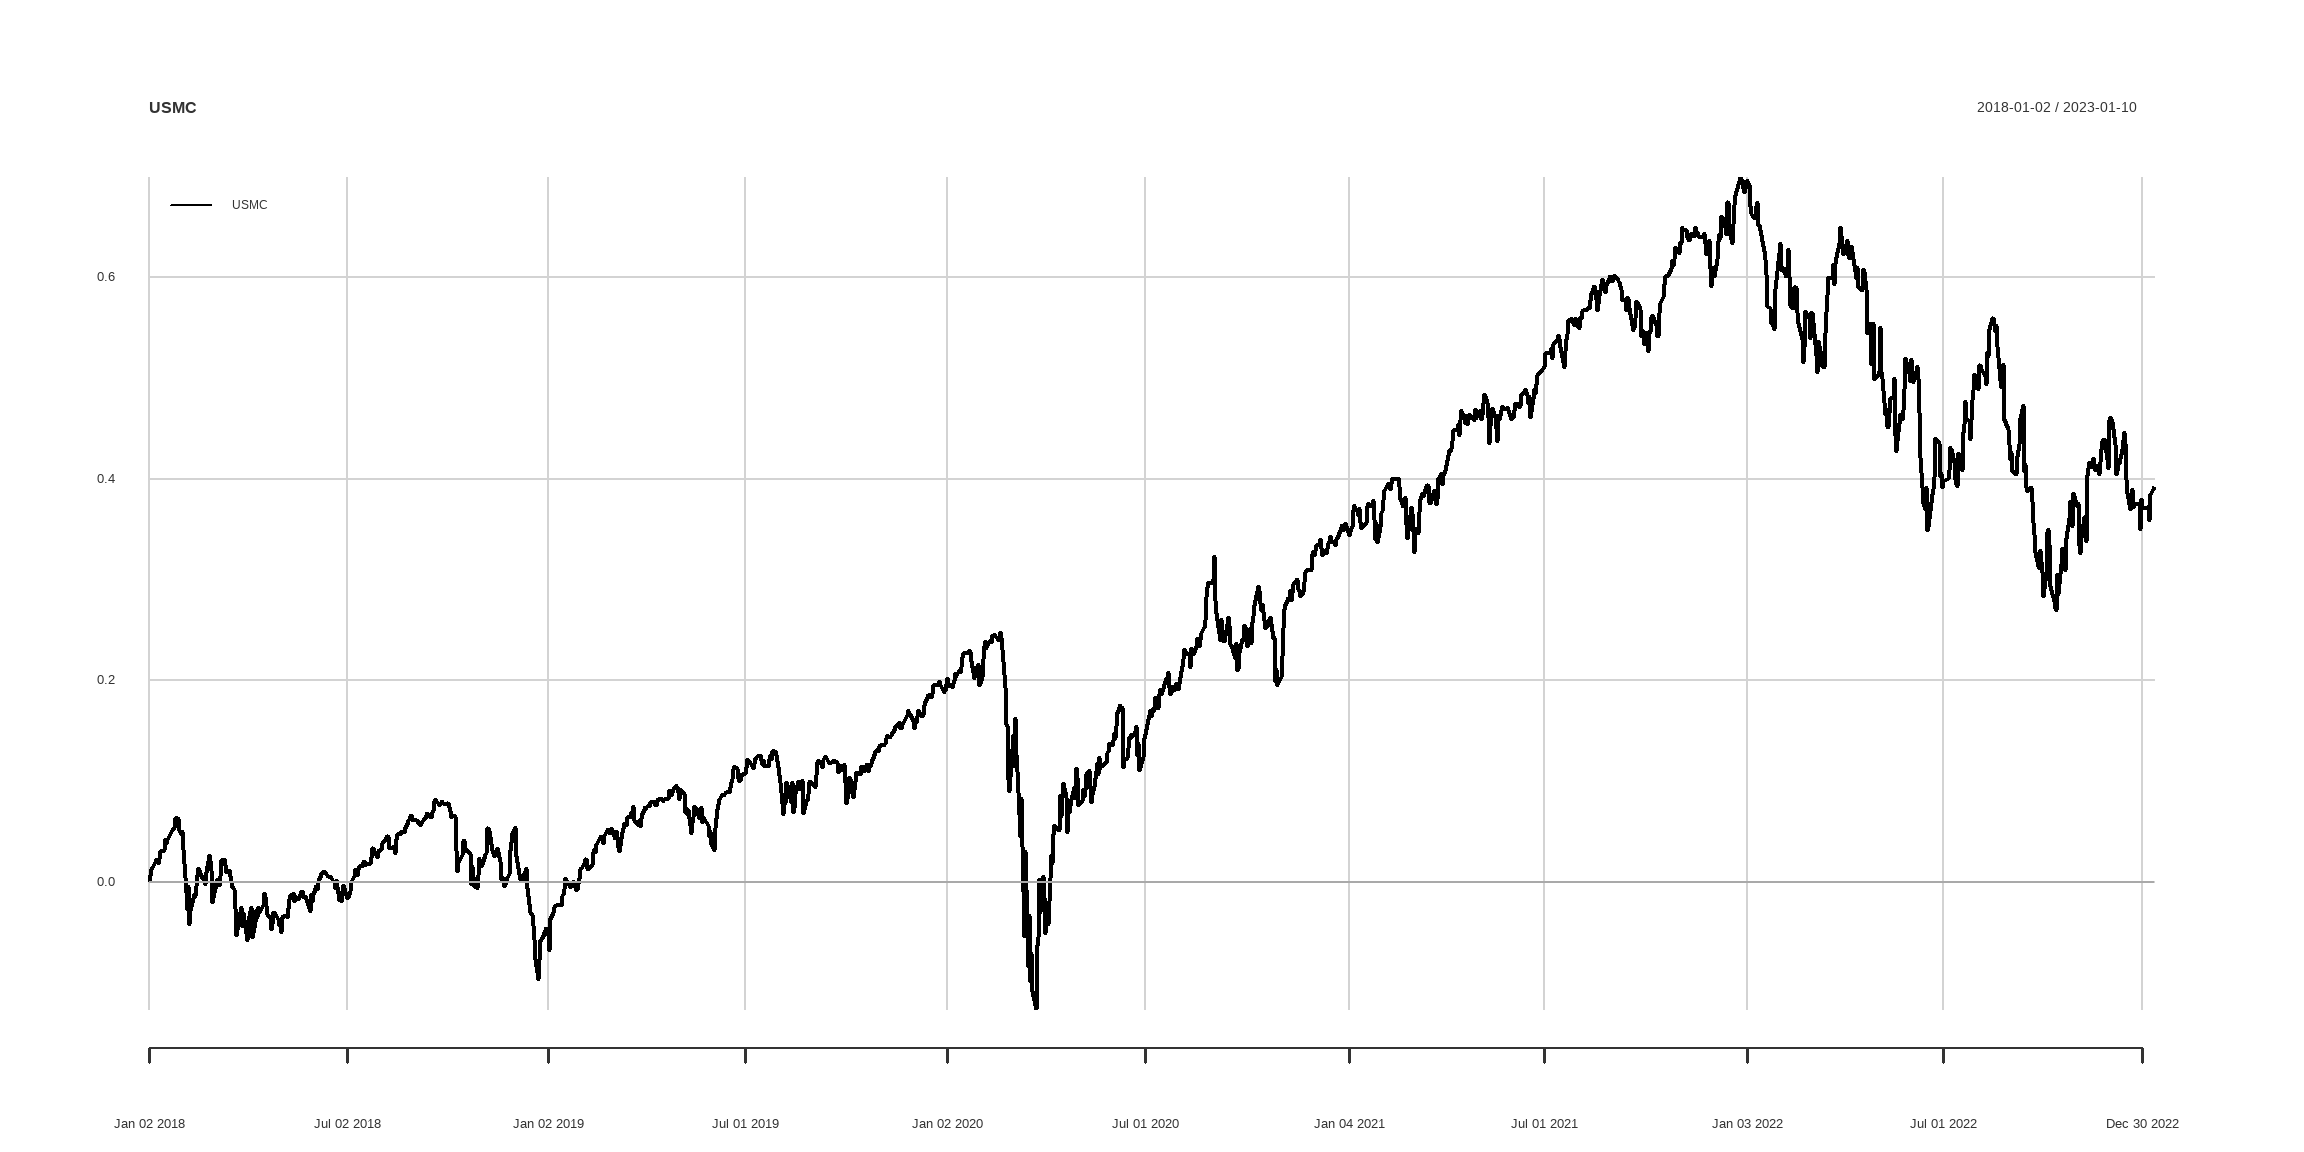 USMC
2018-01-02 / 2023-01-10
USMC
0.6
0.4
0.2
0.0
Jan 02 2018
Jul 02 2018
Jan 02 2019
Jul 01 2019
Jan 02 2020
Jul 01 2020
Jan 04 2021
Jul 01 2021
Jan 03 2022
Jul 01 2022
Dec 30 2022